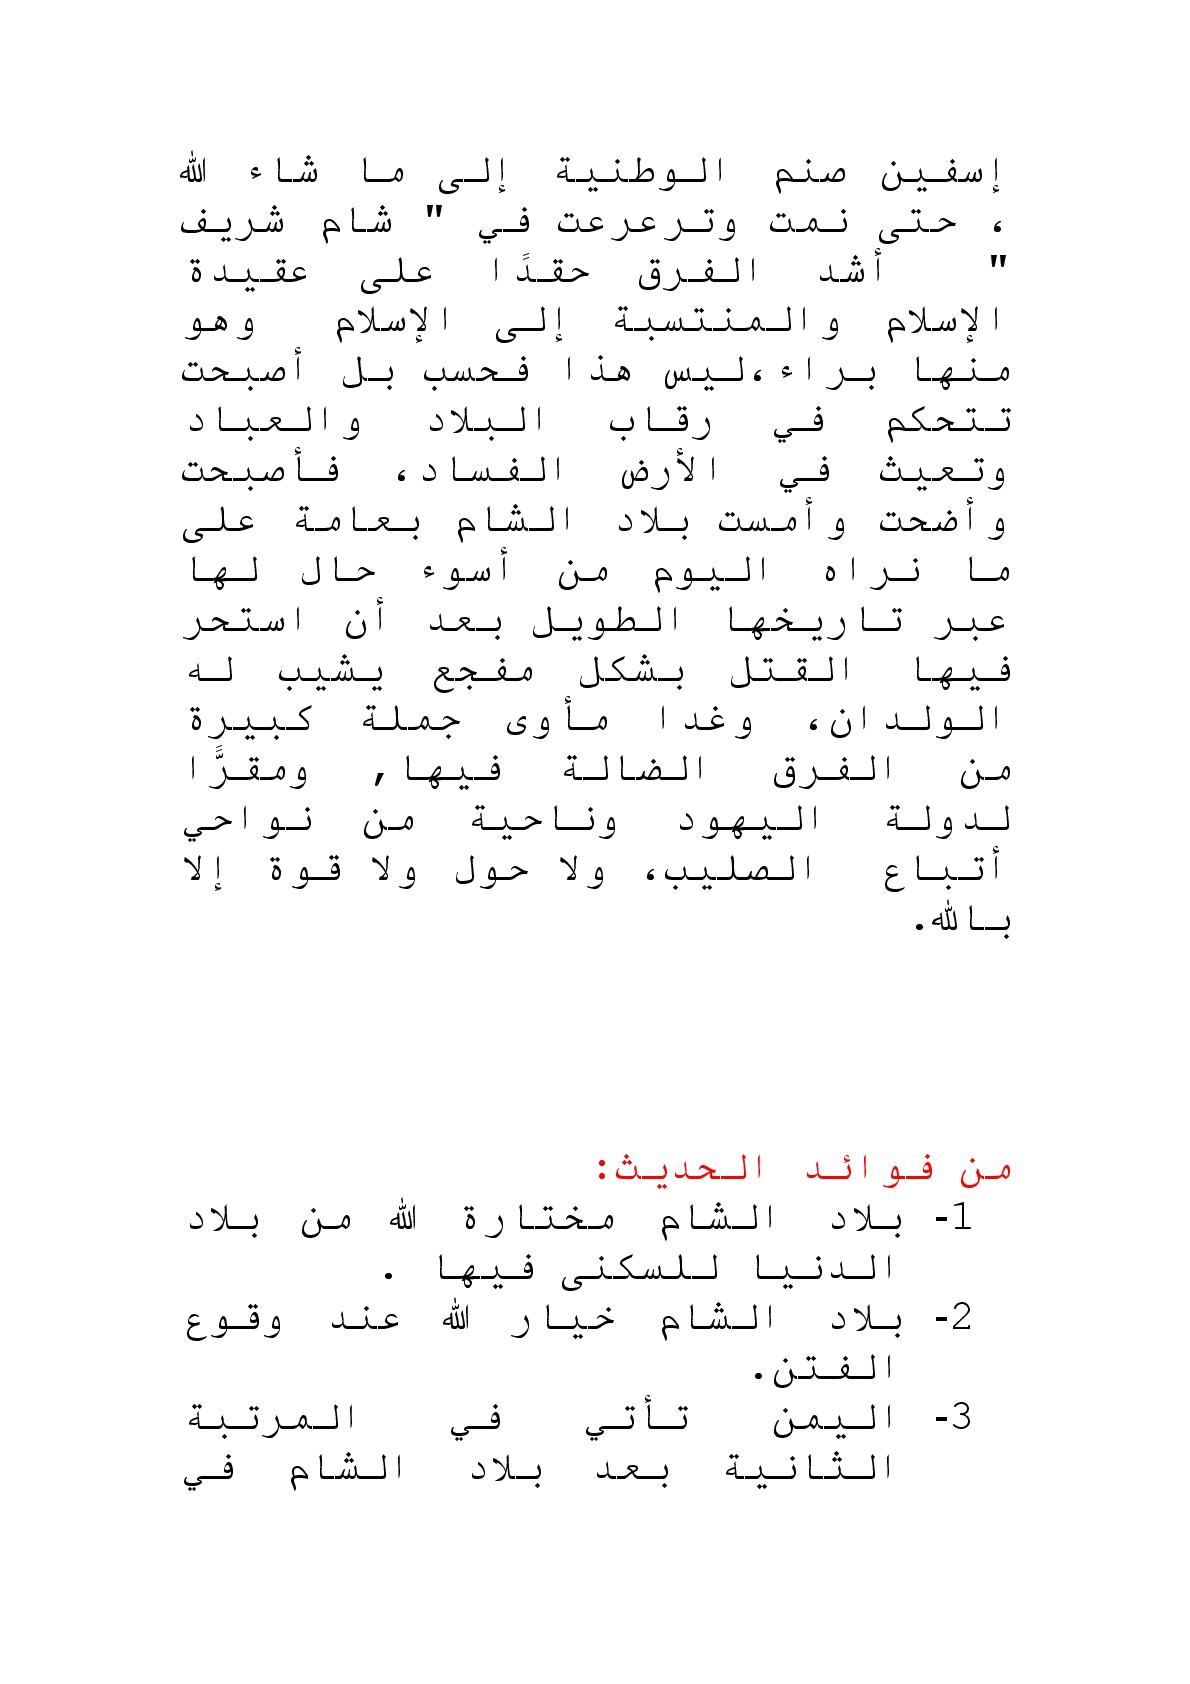 إسفين صنم الوطنية إلى ما شاء الله
، حتى نمت وترعرعت في " شام شريف
" أشد الفرق حقدًا على عقيدة
الإسلام والمنتسبة إلى الإسلام وهو
منها براء،ليس هذا فحسب بل أصبحت
تتحكم في رقاب البلاد والعباد
وتعيث في الأرض الفساد، فأصبحت
وأضحت وأمست بلاد الشام بعامة على
ما نراه اليوم من أسوء حال لها
عبر تاريخها الطويل بعد أن استحر
فيها القتل بشكل مفجع يشيب له
الولدان، وغدا مأوى جملة كبيرة
من الفرق الضالة فيها, ومقرًّا
لدولة اليهود وناحية من نواحي
أتباع الصليب، ولا حول ولا قوة إلا
بالله.
من فوائد الحديث:
1- بلاد الشام مختارة الله من بلاد
الدنيا للسكنى فيها .
2- بلاد الشام خيار الله عند وقوع
الفتن.
3- اليمن تأتي في المرتبة
الثانية بعد بلاد الشام في